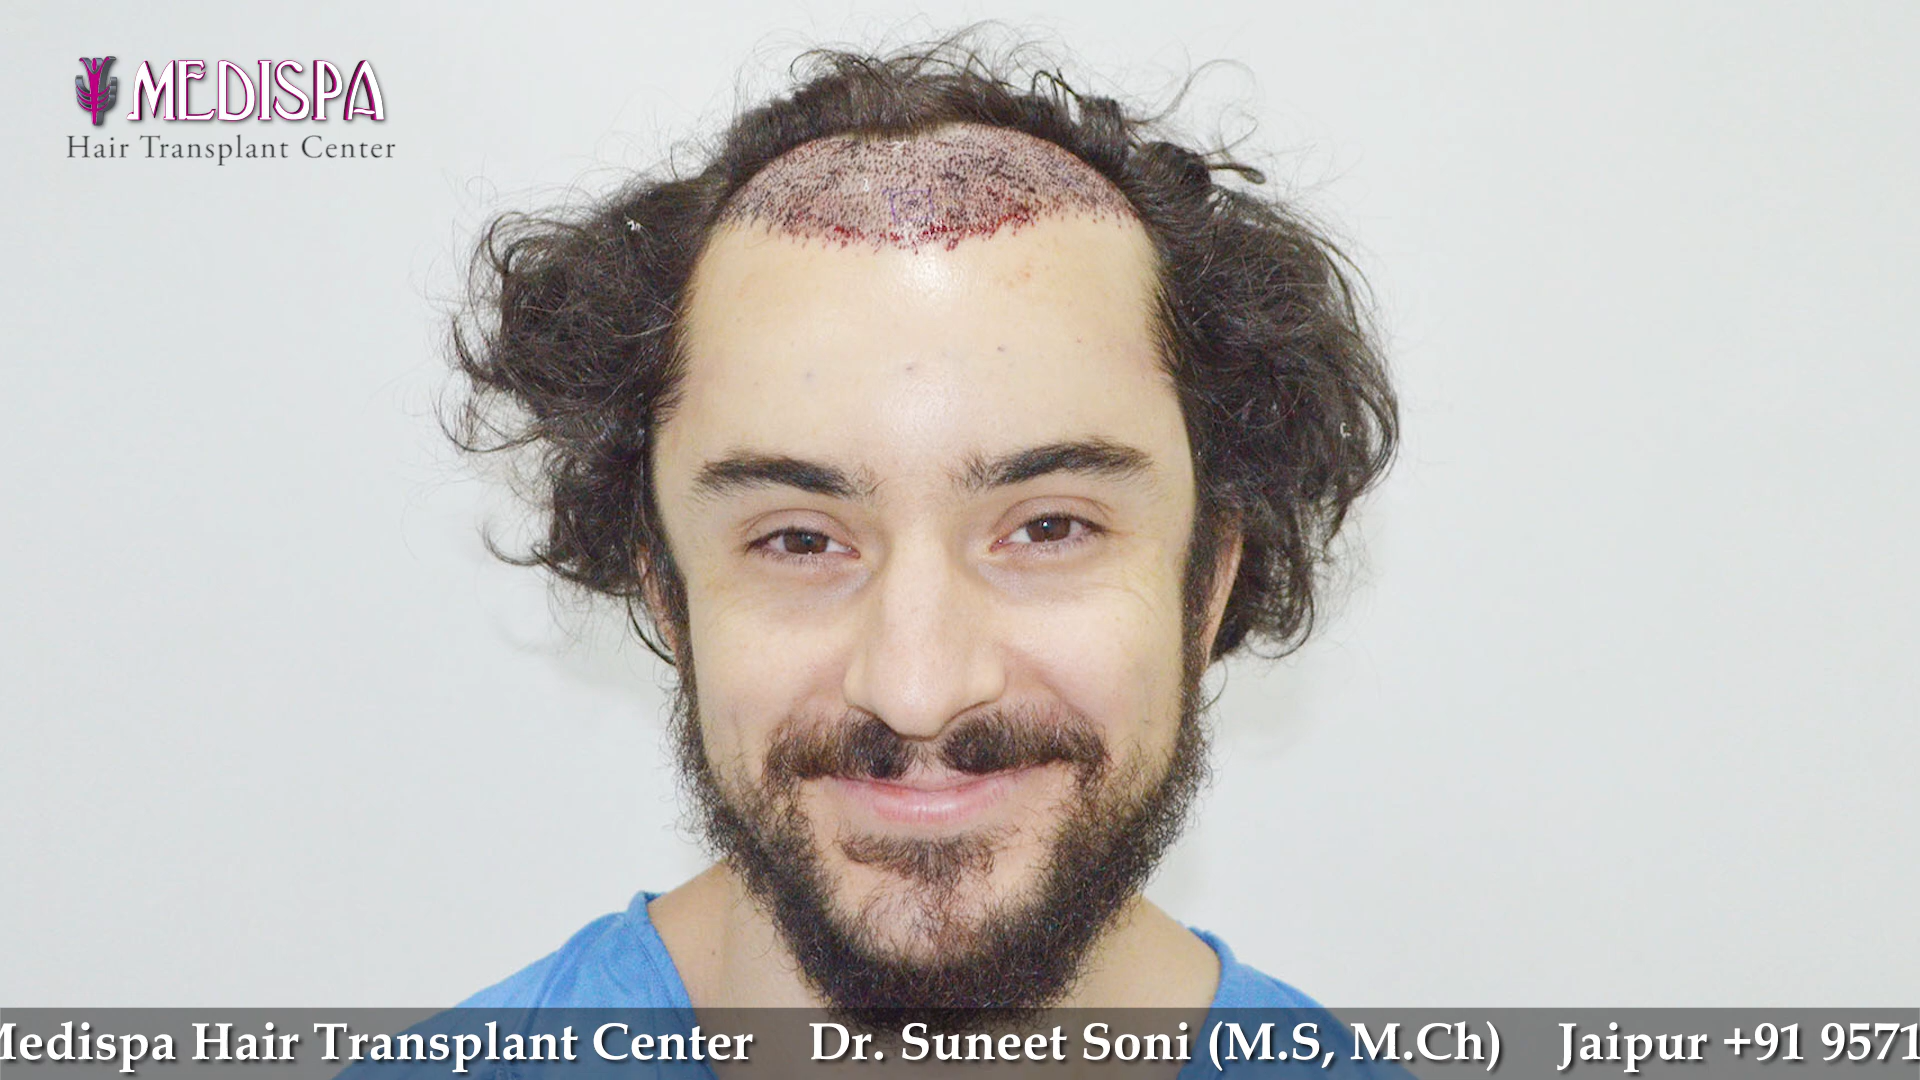 MEDISPA
Hair Transplant Center
Medispa Hair Transplant Center Dr. Suneet Soni (M.S, M.Ch) Jaipur +91 9571